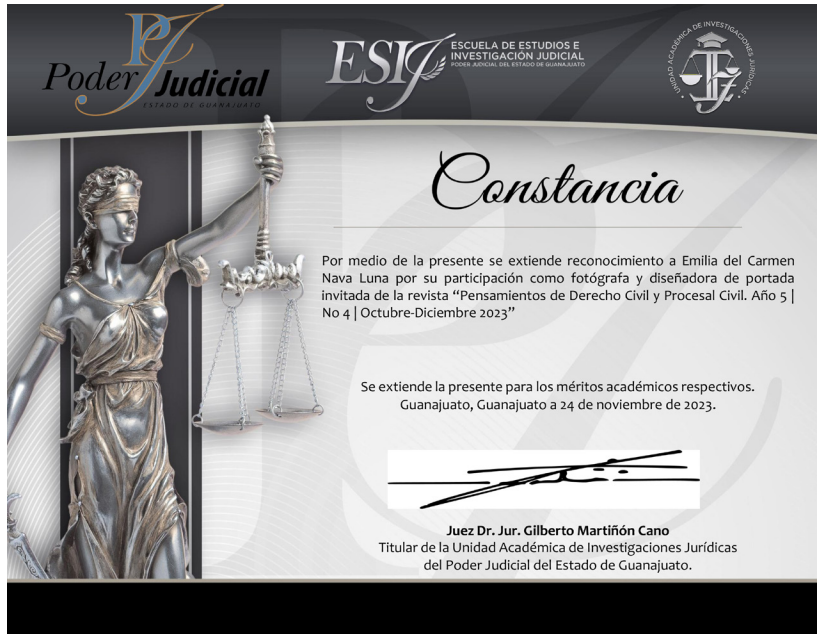 Poder Judicial
ESTADO DE GUANAJUATO
ESIJ
ESCUELA DE ESTUDIOS E
INVESTIGACIÓN JUDICIAL
PODER JUDICIAL DEL ESTADO DE GUANAJUATO
UNIDAD ACADÉMICA DE INVESTIGACIONES JURÍDICAS
Constancia
Por medio de la presente se extiende reconocimiento a Emilia del Carmen
Nava Luna por su participación como fotógrafa y diseñadora de portada
invitada de la revista “Pensamientos de Derecho Civil y Procesal Civil. Año 5 |
No 4 | Octubre-Diciembre 2023”
Se extiende la presente para los méritos académicos respectivos.
Guanajuato, Guanajuato a 24 de noviembre de 2023.
Juez Dr. Jur. Gilberto Martiñón Cano
Titular de la Unidad Académica de Investigaciones Jurídicas
del Poder Judicial del Estado de Guanajuato.